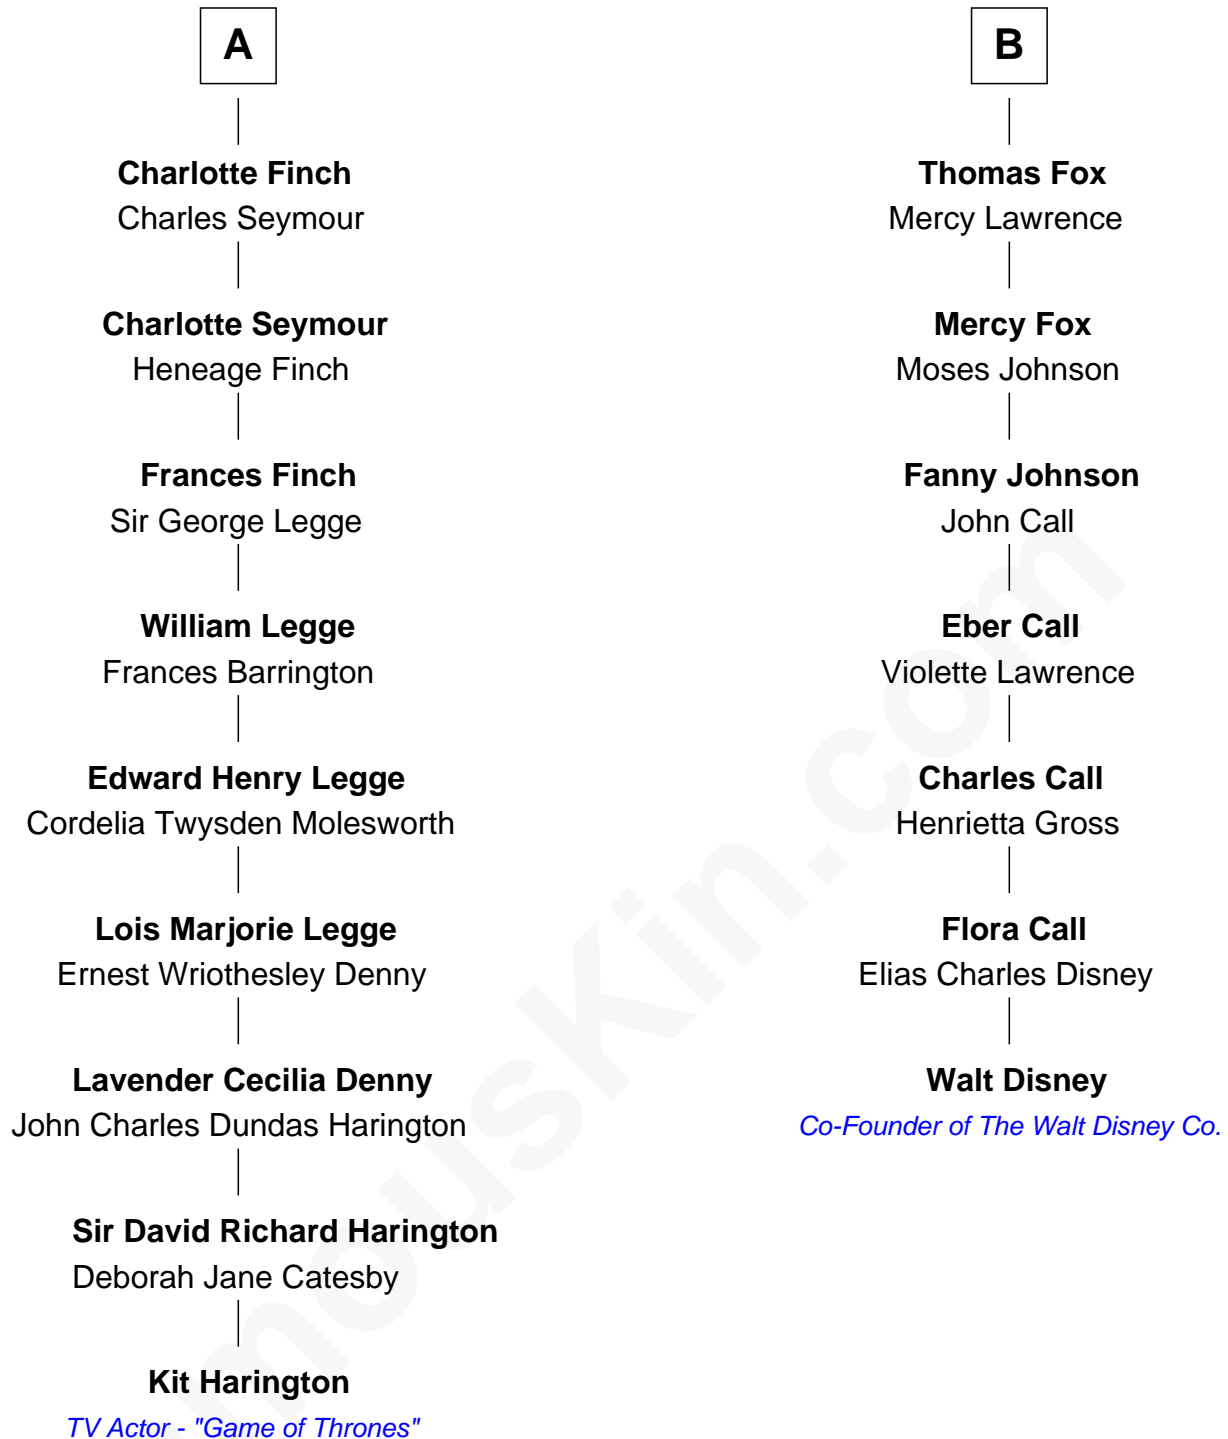 A
Charlotte Finch
Charles Seymour
Charlotte Seymour
Heneage Finch
Frances Finch
Sir George Legge
William Legge
Frances Barrington
Edward Henry Legge
Cordelia Twysden Molesworth
Lois Marjorie Legge
Ernest Wriothesley Denny
Lavender Cecilia Denny
John Charles Dundas Harington
Sir David Richard Harington
Deborah Jane Catesby
Kit Harington
TV Actor - "Game of Thrones"
B
Thomas Fox
Mercy Lawrence
Mercy Fox
Moses Johnson
Fanny Johnson
John Call
Eber Call
Violette Lawrence
Charles Call
Henrietta Gross
Flora Call
Elias Charles Disney
Walt Disney
Co-Founder of The Walt Disney Co.
mouskin.com